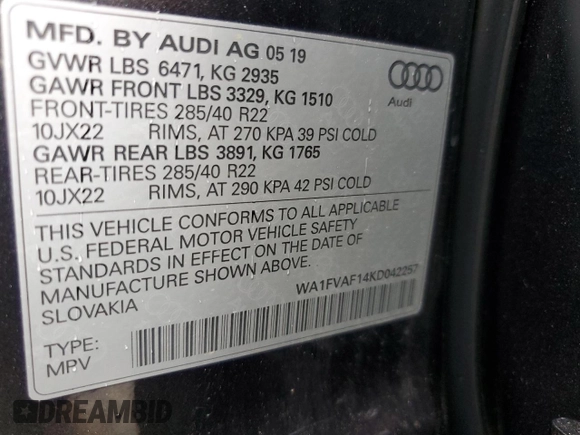 MFD. BY AUDI AG 05 19
GVWR LBS 6471, KG 2935
GAWR FRONT LBS 3329, KG 1510
FRONT-TIRES 285/40 R22
10JX22 RIMS, AT 270 KPA 39 PSI COLD
GAWR REAR LBS 3891, KG 1765
REAR-TIRES 285/40 R22
10JX22 RIMS, AT 290 KPA 42 PSI COLD
Audi
THIS VEHICLE CONFORMS TO ALL APPLICABLE
U.S. FEDERAL MOTOR VEHICLE SAFETY
STANDARDS IN EFFECT ON THE DATE OF
MANUFACTURE SHOWN ABOVE.
SLOVAKIA
WA1FVAF14KD042257
TYPE:
MPV
DREAMBID